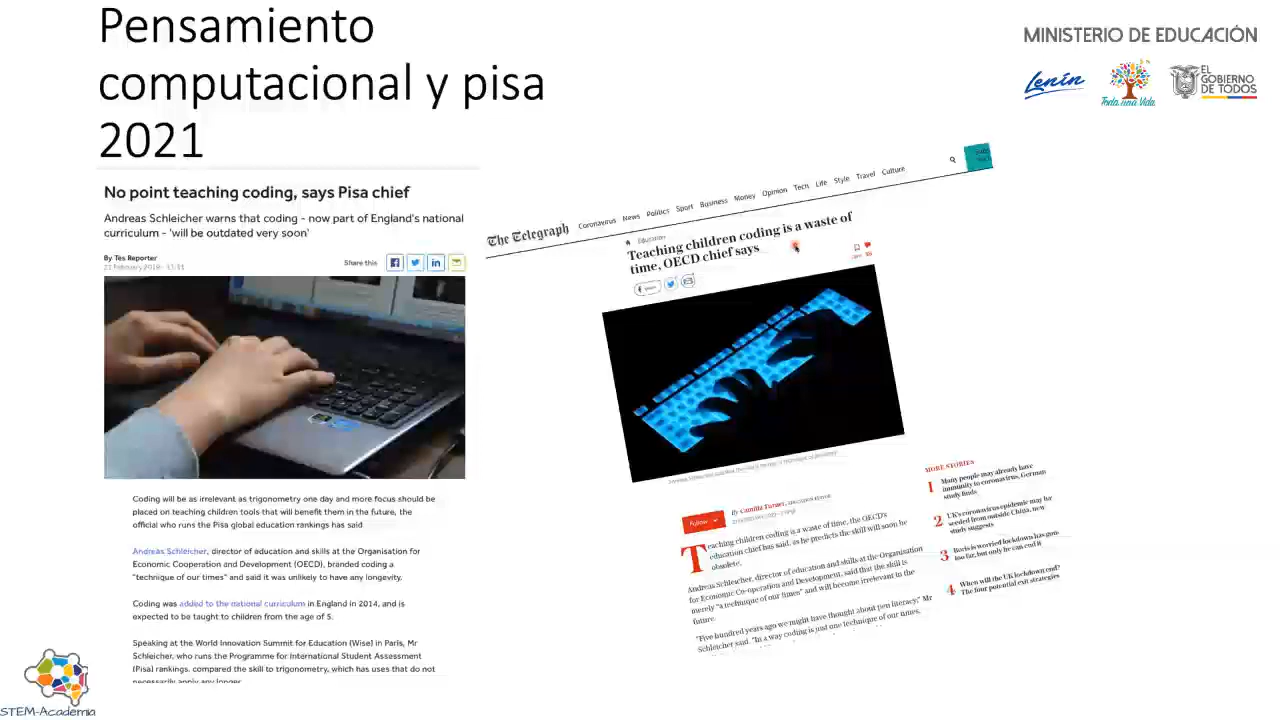 Pensamiento
computacional y pisa
2021
MINISTERIO DE EDUCACIÓN
Lenín
Toda una Vida
EL
GOBIERNO
DE TODOS
No point teaching coding, says Pisa chief
Andreas Schleicher warns that coding - now part of England's national
curriculum - 'will be outdated very soon'
By Tes Reporter
Share this
Coding will be as irrelevant as trigonometry one day and more focus should be
placed on teaching children tools that will benefit them in the future, the
official who runs the Pisa global education rankings has said
Andreas Schleicher, director of education and skills at the Organisation for
Economic Cooperation and Development (OECD), branded coding a
"technique of our times" and said it was unlikely to have any longevity.
Coding was added to the national curriculum in England in 2014, and is
expected to be taught to children from the age of 5.
Speaking at the World Innovation Summit for Education (Wise) in Paris, Mr
Schleicher, who runs the Programme for International Student Assessment
(Pisa) rankings, compared the skill to trigonometry, which has uses that do not
necessarily apply any longer.
The Telegraph
Coronavirus News Politics Sport Business Money Opinion Tech Life Style Travel Culture
Education
Teaching children coding is a waste of
time, OECD chief says
Follow
By Camilla Turner, EDUCATION EDITOR
Teaching children coding is a waste of time, the OECD's
education chief has said, as he predicts the skill will soon be
obsolete.
Andreas Schleicher, director of education and skills at the Organisation
for Economic Co-operation and Development, said that the skill is
merely "a technique of our times" and will become irrelevant in the
future.
"Five hundred years ago we might have thought about pen literacy," Mr
Schleicher said. "In a way coding is just one technique of our times.
MORE STORIES
1 Many people may already have
immunity to coronavirus, German
study finds
2 UK's coronavirus epidemic may be
seeded from outside China, new
study suggests
3 Boris is worried lockdown has gone
too far, but only he can end it
4 When will the UK lockdown end?
The four potential exit strategies
STEM-Academia